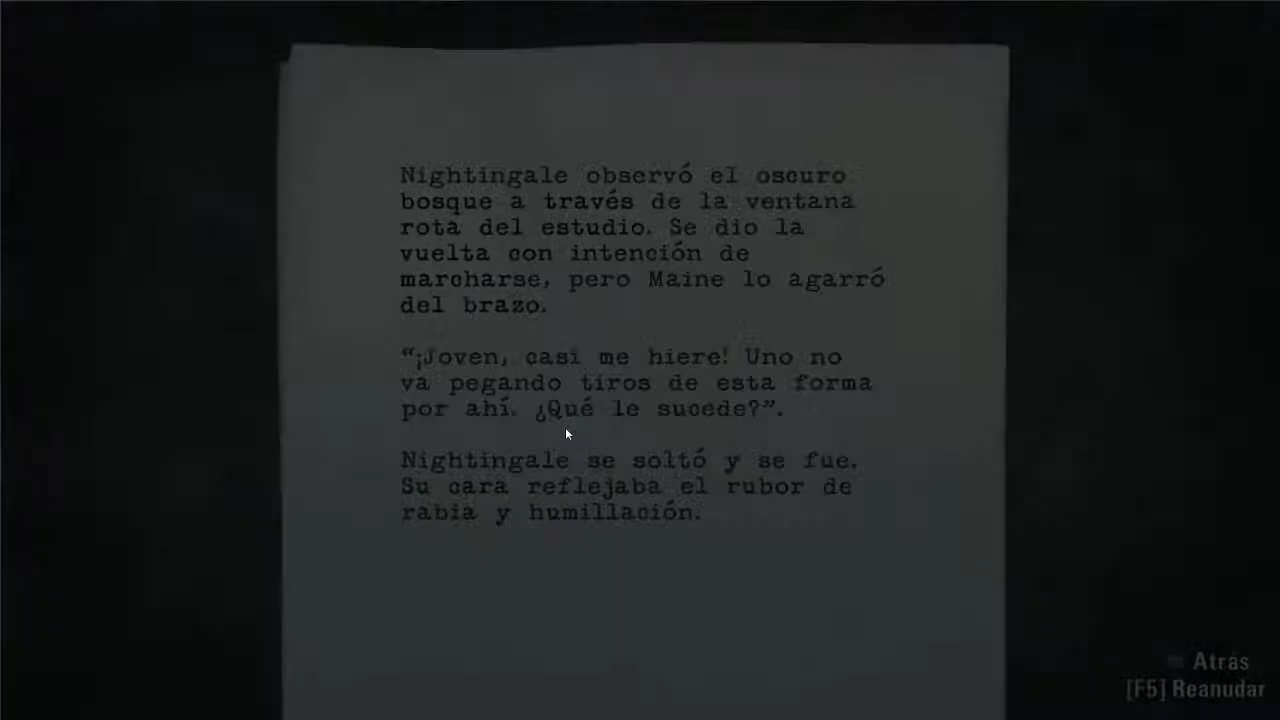 Nightingale observó el oscuro
bosque a través de la ventana
rota del estudio. Se dio la
vuelta con intención de
marcharse, pero Maine lo agarró
del brazo.
“¡Joven, casi me hiere! Uno no
va pegando tiros de esta forma
por ahí. ¿Qué le sucede?”.
Nightingale se soltó y se fue.
Su cara reflejaba el rubor de
rabia y humillación.
Atrás
[F5] Reanudar